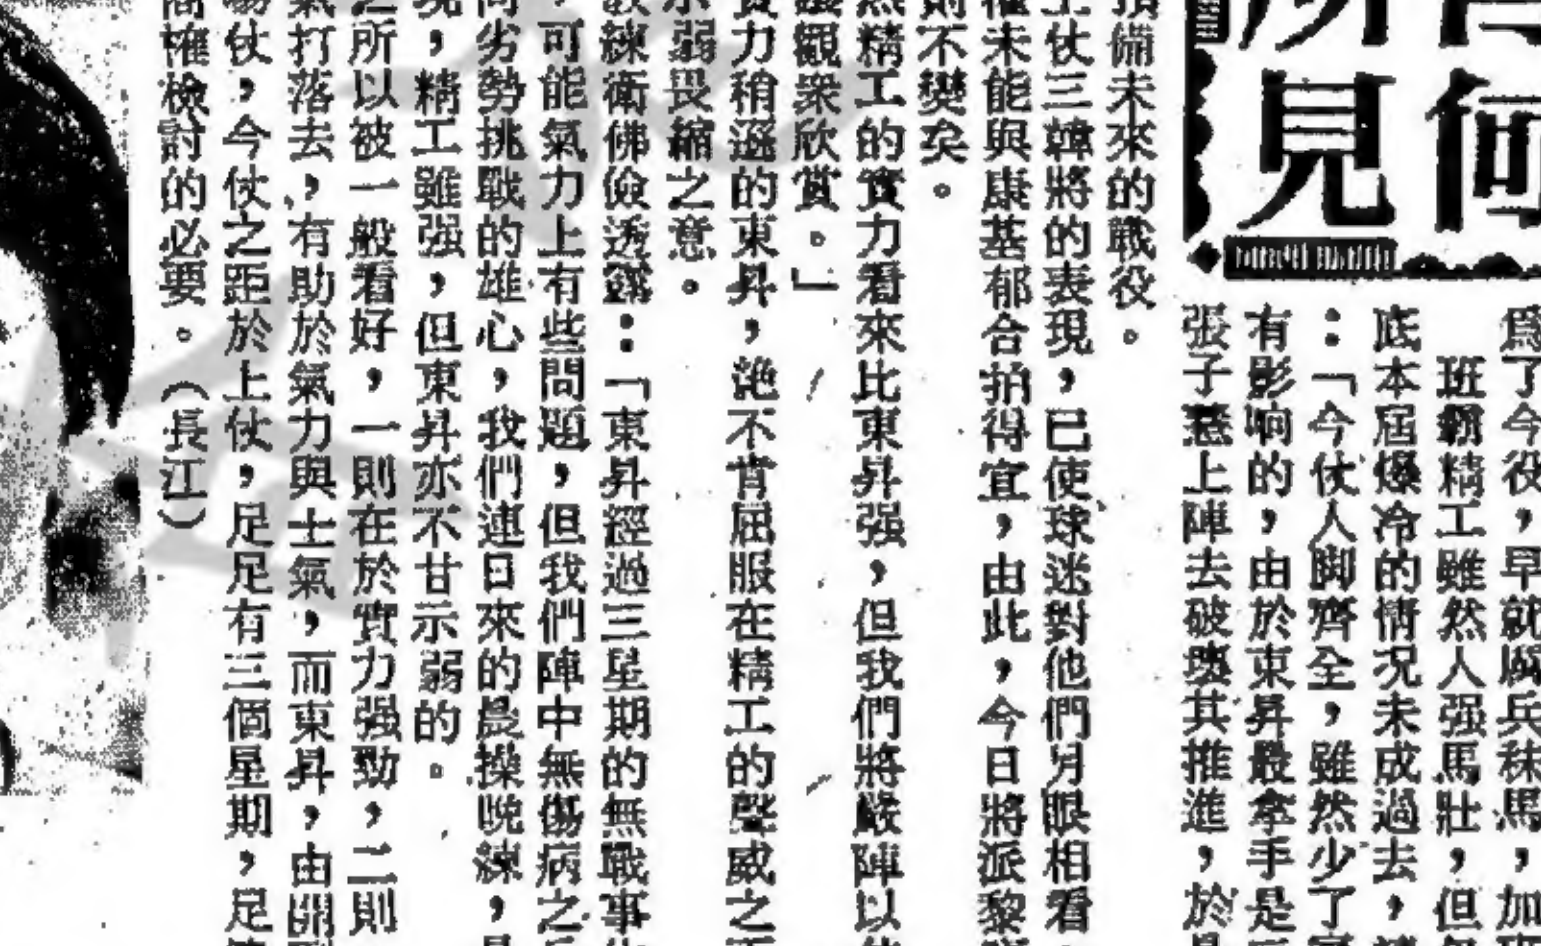 何
所見
爲了今役，早就厲兵秣馬，加
班霸精工雖然人强馬壯，但
底本屆爆冷的情况未成過去，
：「今仗人脚齊全，雖然少了
有影响的，由於東昇最拿手是
張子慧上陣去破壞其推進，於
預備未來的戰役。
上仗三韓將的表現，已使球迷對他們另眼相看，
權未能與康基郁合拍得宜，由此，今日將派黎
則不變矣。
然精工的實力看來比東昇强，但我們將嚴陣以
觀衆欣賞。」
實力稍遜的東昇，絶不肯屈服在精工的聲威之
示弱畏縮之意。
教練衛佛儉透露：「東昇經過三星期的無戰事
，可能氣力上有些問題，但我們陣中無傷病之
向劣勢挑戰的雄心，我們連日來的晨操晚練，
，精工雖强，但東昇亦不甘示弱的。
之所以被一般看好，一則在於實力强勁，二則
氣打落去，有助於氣力與士氣，而東昇，由開
仗，今仗之距於上仗，足足有三個星期，足
商榷檢討的必要。（長江）